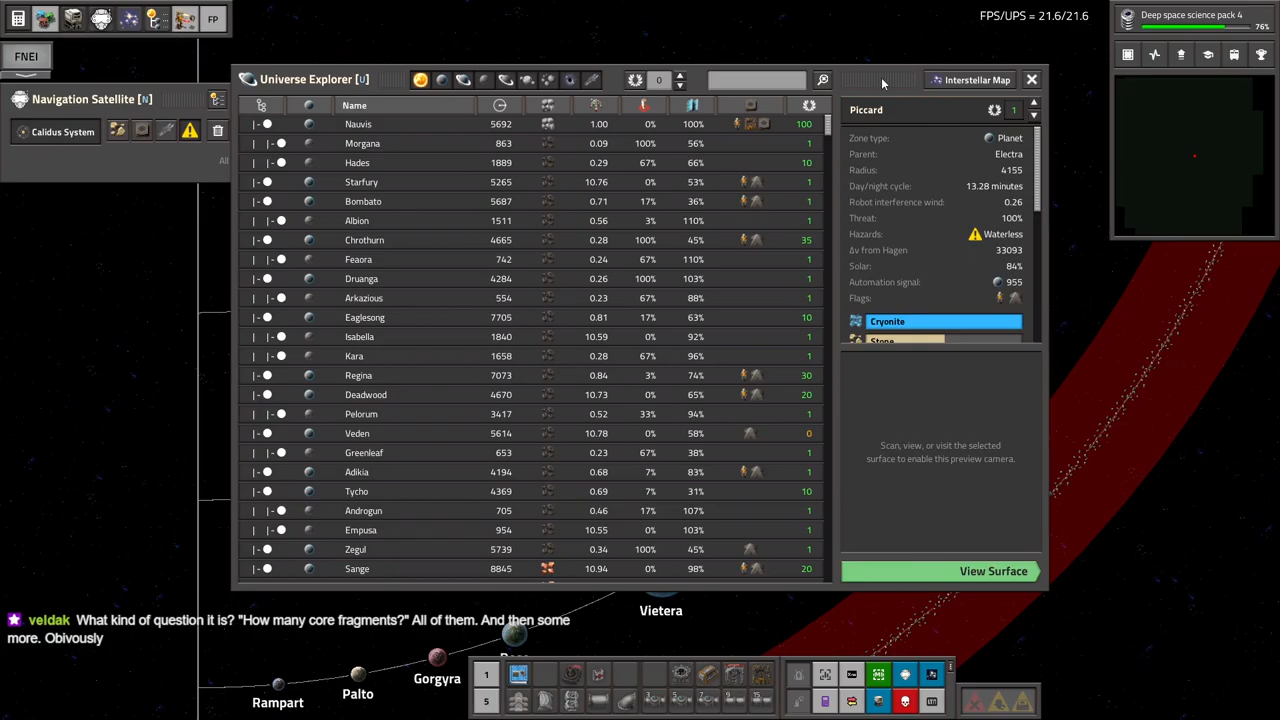 FP
FPS/UPS = 21.6/21.6
Deep space science pack 4
76%
FNEI
Navigation Satellite [N]
Calidus System
All
Universe Explorer [U]
0
Interstellar Map
Name
Nauvis 5692 1.00 0% 100% 100
Morgana 863 0.09 100% 56% 1
Hades 1889 0.29 67% 66% 10
Starfury 5265 10.76 0% 53% 1
Bombato 5687 0.71 17% 36% 1
Albion 1511 0.56 3% 110% 1
Chrothurn 4665 0.28 100% 45% 35
Feaora 742 0.24 67% 110% 1
Druanga 4284 0.26 100% 103% 1
Arkazious 554 0.23 67% 88% 1
Eaglesong 7705 0.81 17% 63% 10
Isabella 1840 10.59 0% 92% 1
Kara 1658 0.28 67% 96% 1
Regina 7073 0.84 3% 74% 30
Deadwood 4670 10.73 0% 65% 20
Pelorum 3417 0.52 33% 94% 1
Veden 5614 10.78 0% 58% 0
Greenleaf 653 0.23 67% 38% 1
Adikia 4194 0.68 7% 83% 1
Tycho 4369 0.69 7% 31% 10
Androgun 705 0.46 17% 107% 1
Empusa 954 10.55 0% 103% 1
Zegul 5739 0.34 100% 45% 1
Sange 8845 10.94 0% 98% 20
Piccard 1
Zone type: Planet
Parent: Electra
Radius: 4155
Day/night cycle: 13.28 minutes
Robot interference wind: 0.26
Threat: 100%
Hazards: Waterless
Δv from Hagen 33093
Solar: 84%
Automation signal: 955
Flags:
Cryonite
Stone
Scan, view, or visit the selected
surface to enable this preview camera.
View Surface
veldak What kind of question it is? "How many core fragments?" All of them. And then some
more. Obivously
Vietera
Gorgyra
Palto
Rampart
1
5